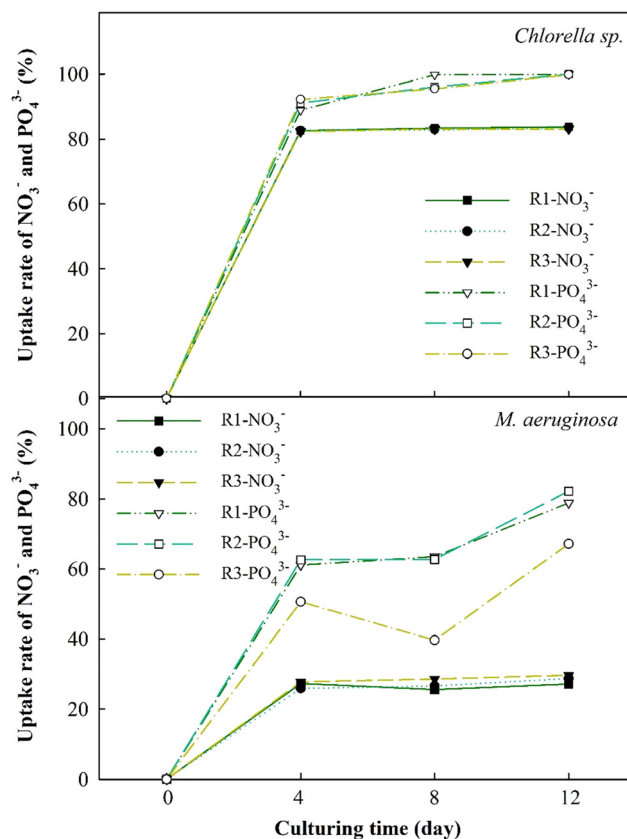 Chlorella sp.
Uptake rate of NO₃⁻ and PO₄³⁻ (%)
100
80
60
40
20
0
R1-NO₃⁻
R2-NO₃⁻
R3-NO₃⁻
R1-PO₄³⁻
R2-PO₄³⁻
R3-PO₄³⁻
M. aeruginosa
Uptake rate of NO₃⁻ and PO₄³⁻ (%)
100
80
60
40
20
0
R1-NO₃⁻
R2-NO₃⁻
R3-NO₃⁻
R1-PO₄³⁻
R2-PO₄³⁻
R3-PO₄³⁻
0 4 8 12
Culturing time (day)